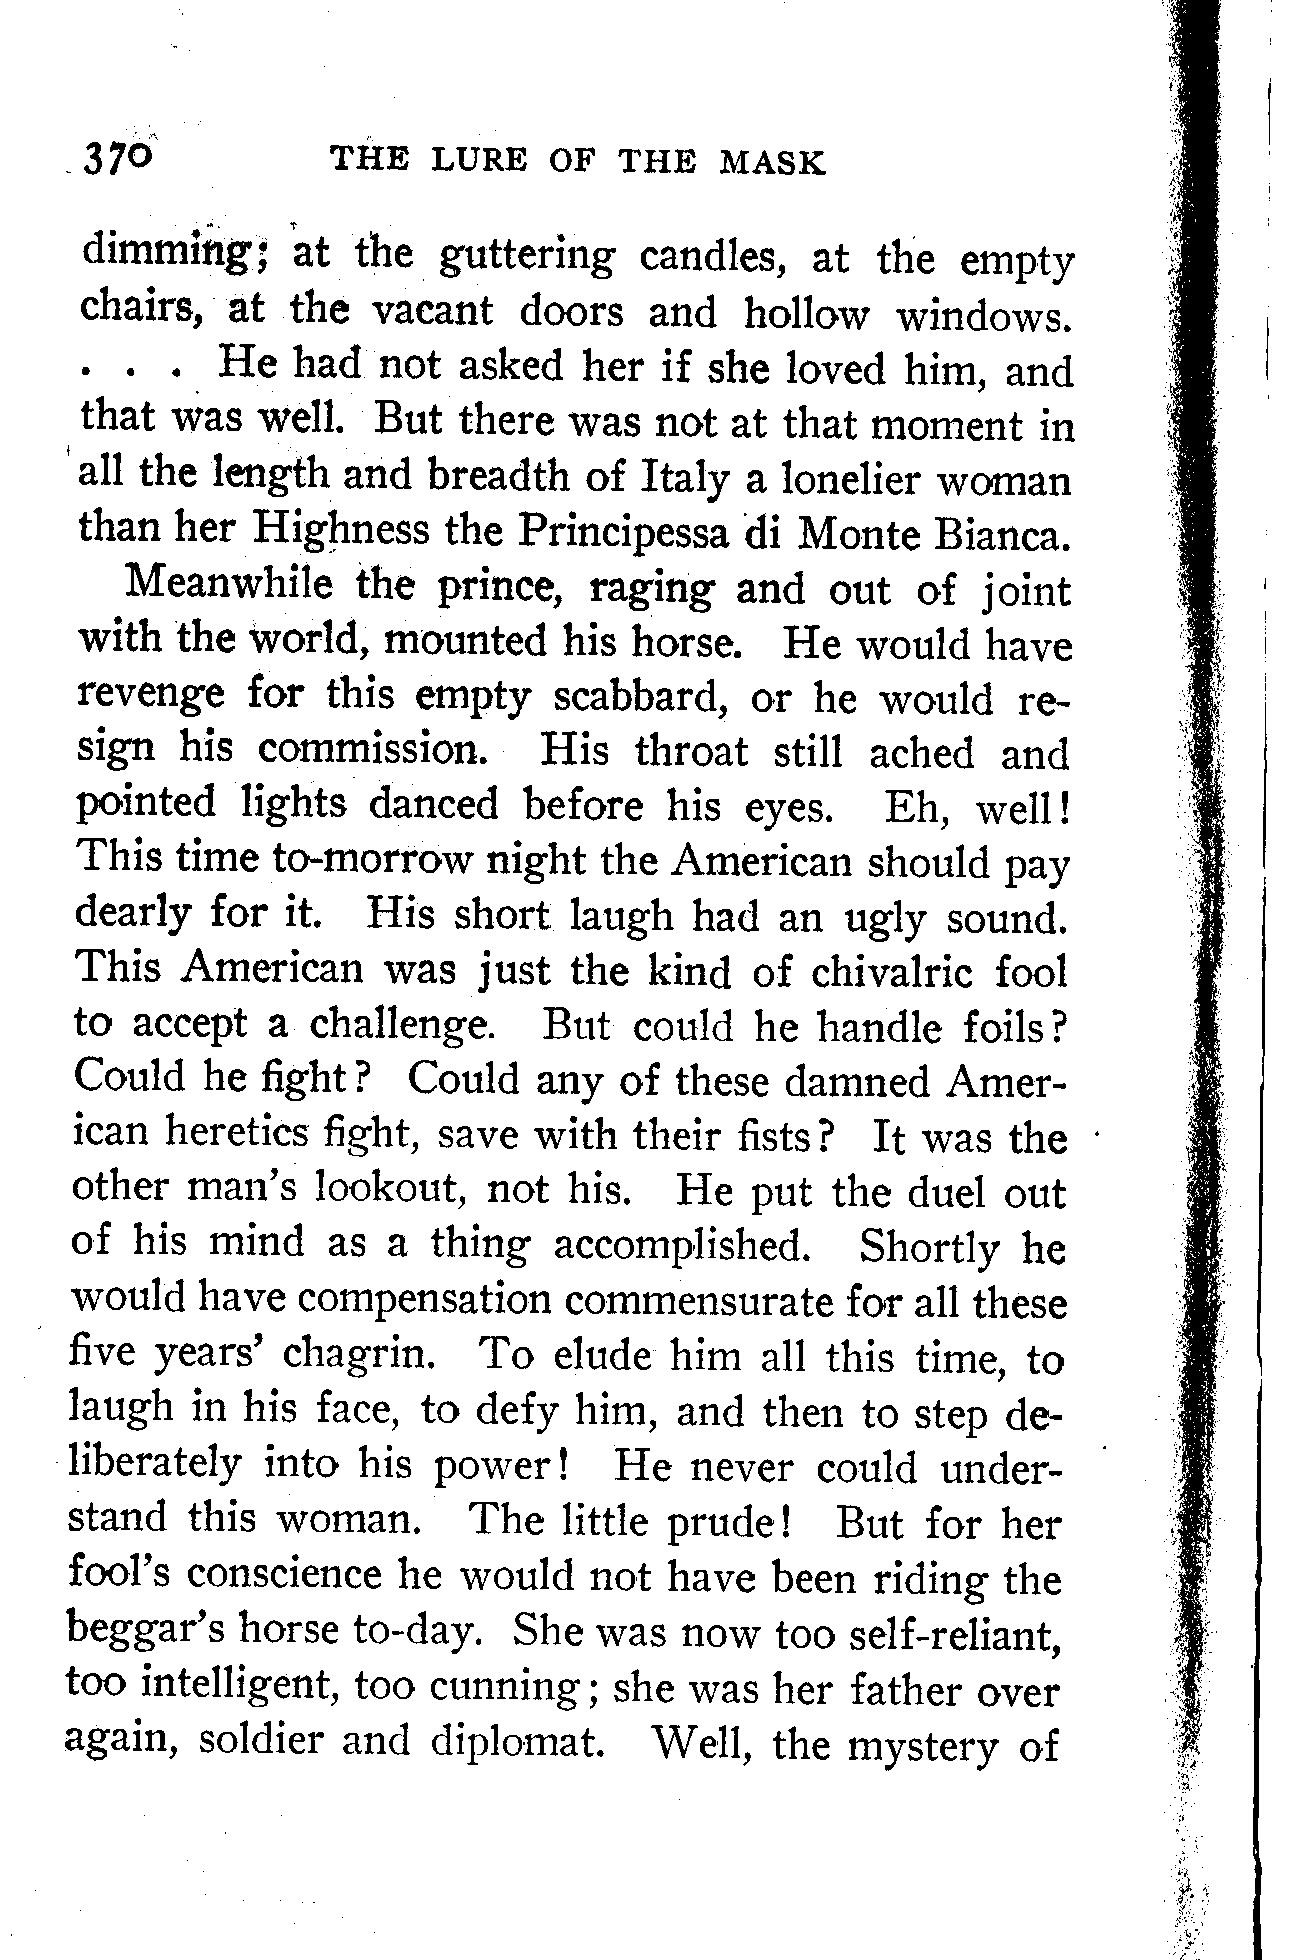 370 THE LURE OF THE MASK
dimming; at the guttering candles, at the empty
chairs, at the vacant doors and hollow windows.
. . . He had not asked her if she loved him, and
that was well. But there was not at that moment in
all the length and breadth of Italy a lonelier woman
than her Highness the Principessa di Monte Bianca.
Meanwhile the prince, raging and out of joint
with the world, mounted his horse. He would have
revenge for this empty scabbard, or he would re-
sign his commission. His throat still ached and
pointed lights danced before his eyes. Eh, well!
This time to-morrow night the American should pay
dearly for it. His short laugh had an ugly sound.
This American was just the kind of chivalric fool
to accept a challenge. But could he handle foils?
Could he fight? Could any of these damned Amer-
ican heretics fight, save with their fists? It was the
other man's lookout, not his. He put the duel out
of his mind as a thing accomplished. Shortly he
would have compensation commensurate for all these
five years' chagrin. To elude him all this time, to
laugh in his face, to defy him, and then to step de-
liberately into his power! He never could under-
stand this woman. The little prude! But for her
fool's conscience he would not have been riding the
beggar's horse to-day. She was now too self-reliant,
too intelligent, too cunning; she was her father over
again, soldier and diplomat. Well, the mystery of